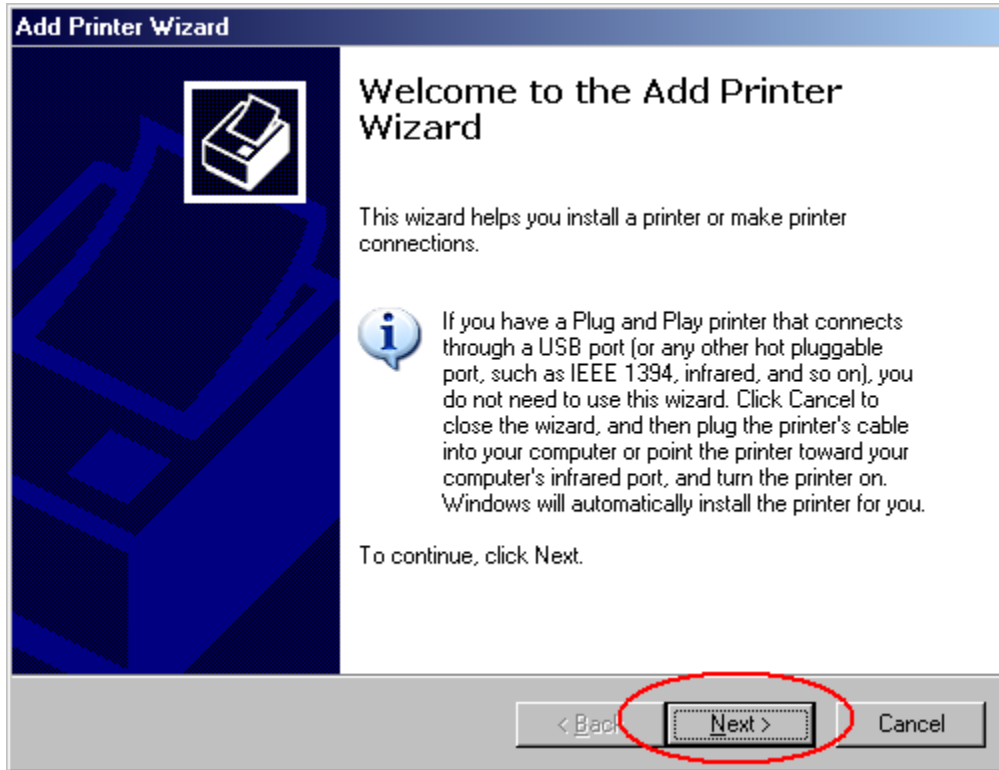 Add Printer Wizard
Welcome to the Add Printer
Wizard
This wizard helps you install a printer or make printer
connections.
If you have a Plug and Play printer that connects
through a USB port (or any other hot pluggable
port, such as IEEE 1394, infrared, and so on), you
do not need to use this wizard. Click Cancel to
close the wizard, and then plug the printer's cable
into your computer or point the printer toward your
computer's infrared port, and turn the printer on.
Windows will automatically install the printer for you.
To continue, click Next.
< Back
Next >
Cancel